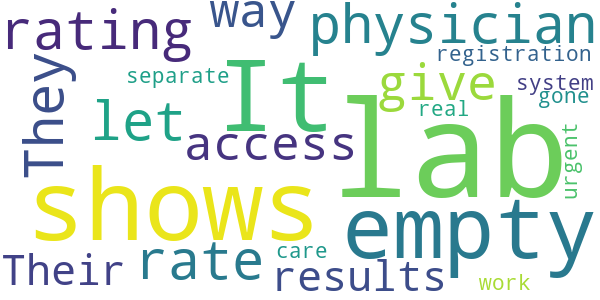 way
rating
physician
registration
They
separate
It
give
system
let
real
gone
access
lab
urgent
shows
empty
Their
rate
care
results
work